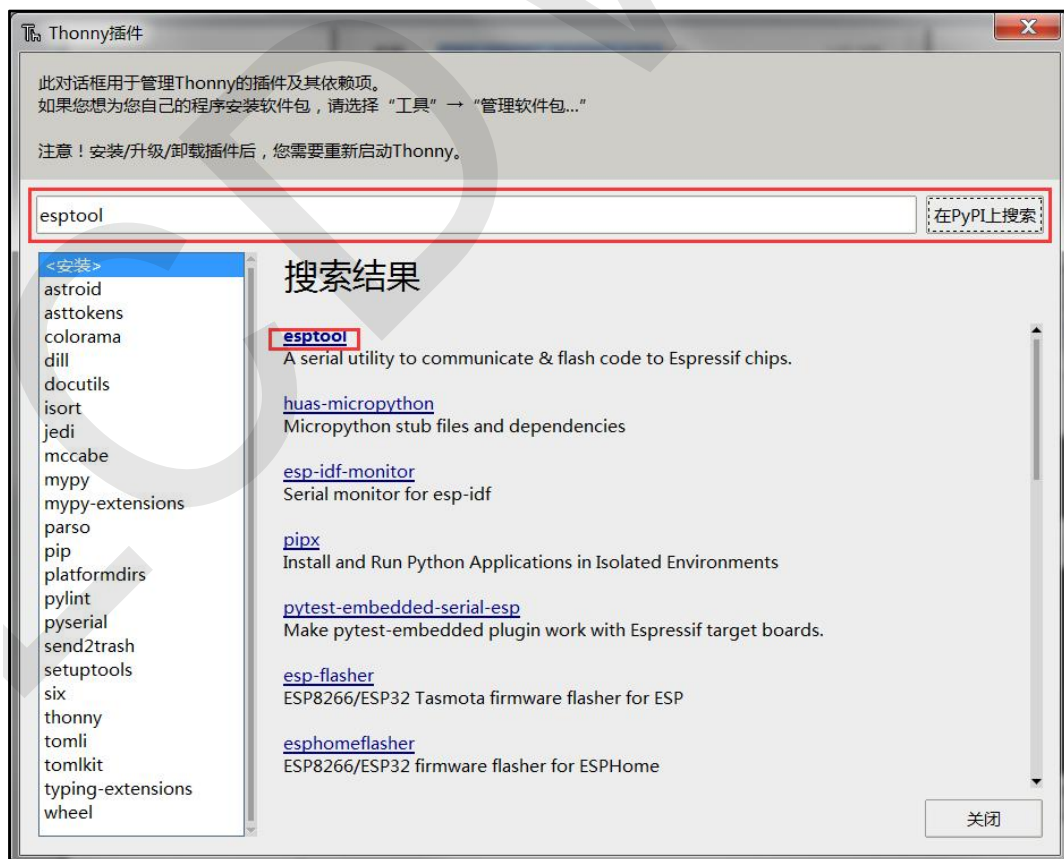 Thonny插件
此对话框用于管理Thonny的插件及其依赖项。
如果您想为您自己的程序安装软件包，请选择“工具”→“管理软件包...”
注意！安装/升级/卸载插件后，您需要重新启动Thonny。
esptool
在PyPI上搜索
<安装>
astroid
asttokens
colorama
dill
docutils
isort
jedi
mccabe
mypy
mypy-extensions
parso
pip
platformdirs
pylint
pyserial
send2trash
setuptools
six
thonny
tomli
tomlkit
typing-extensions
wheel
搜索结果
esptool
A serial utility to communicate & flash code to Espressif chips.
huas-micropython
Micropython stub files and dependencies
esp-idf-monitor
Serial monitor for esp-idf
pipx
Install and Run Python Applications in Isolated Environments
pytest-embedded-serial-esp
Make pytest-embedded plugin work with Espressif target boards.
esp-flasher
ESP8266/ESP32 Tasmota firmware flasher for ESP
esphomeflasher
ESP8266/ESP32 firmware flasher for ESPHome
关闭